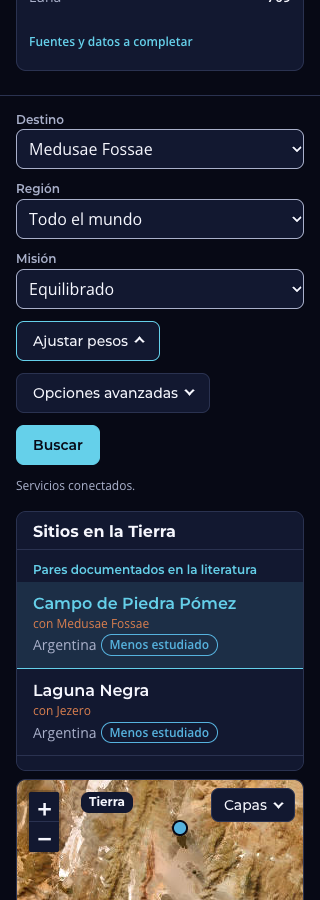 Fuentes y datos a completar
Destino
Medusae Fossae
Región
Todo el mundo
Misión
Equilibrado
Ajustar pesos
Opciones avanzadas
Buscar
Servicios conectados.
Sitios en la Tierra
Pares documentados en la literatura
Campo de Piedra Pómez
con Medusae Fossae
Argentina Menos estudiado
Laguna Negra
con Jezero
Argentina Menos estudiado
+
Tierra
Capas
−